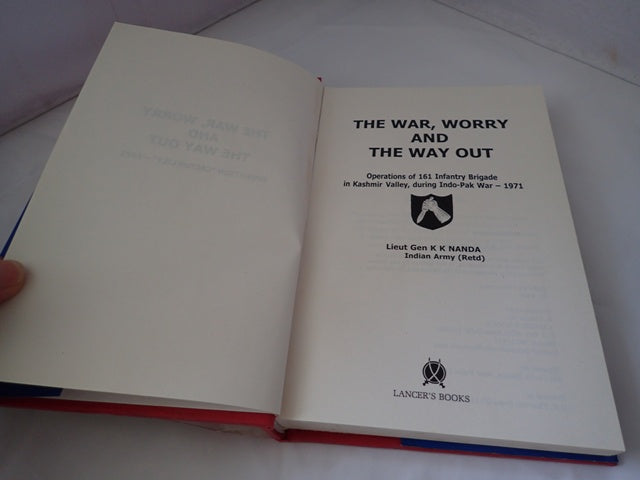 THE WAR, WORRY
AND
THE WAY OUT
Operations of 161 Infantry Brigade
in Kashmir Valley, during Indo-Pak War – 1971
Lieut Gen K K NANDA
Indian Army (Retd)
LANCER'S BOOKS